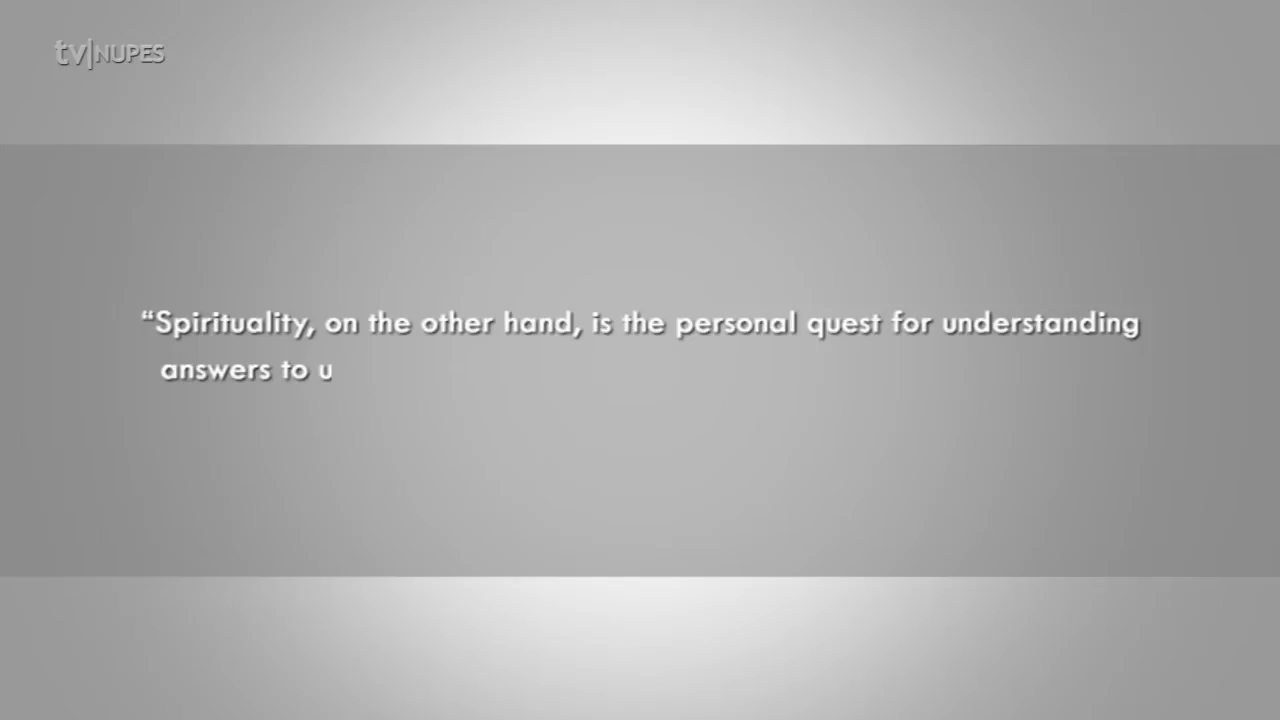 tv|NUPES
“Spirituality, on the other hand, is the personal quest for understanding
answers to u